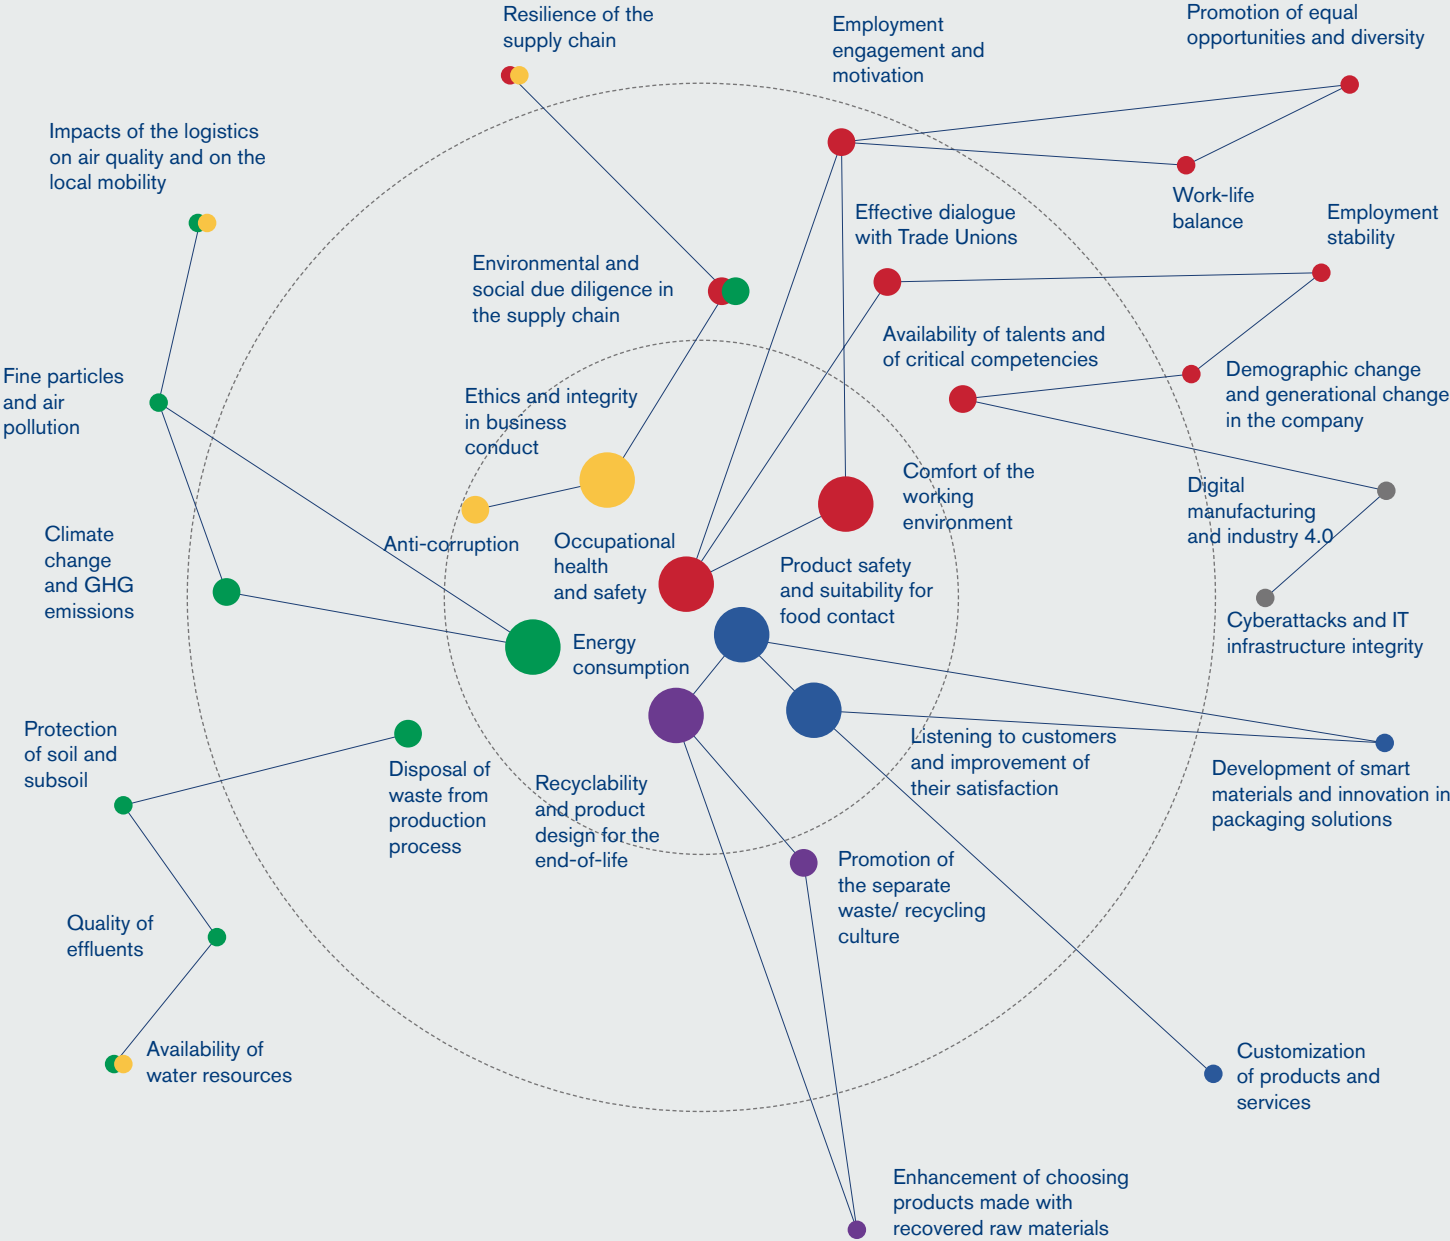 Resilience of the
supply chain
Employment
engagement and
motivation
Promotion of equal
opportunities and diversity
Impacts of the logistics
on air quality and on the
local mobility
Work-life
balance
Effective dialogue
with Trade Unions
Employment
stability
Environmental and
social due diligence in
the supply chain
Availability of talents and
of critical competencies
Fine particles
and air
pollution
Demographic change
and generational change
in the company
Ethics and integrity
in business
conduct
Comfort of the
working
environment
Digital
manufacturing
and industry 4.0
Climate
change
and GHG
emissions
Anti-corruption
Occupational
health
and safety
Product safety
and suitability for
food contact
Cyberattacks and IT
infrastructure integrity
Energy
consumption
Protection
of soil and
subsoil
Disposal of
waste from
production
process
Recyclability
and product
design for the
end-of-life
Listening to customers
and improvement of
their satisfaction
Development of smart
materials and innovation in
packaging solutions
Promotion of
the separate
waste/ recycling
culture
Quality of
effluents
Availability of
water resources
Customization
of products and
services
Enhancement of choosing
products made with
recovered raw materials